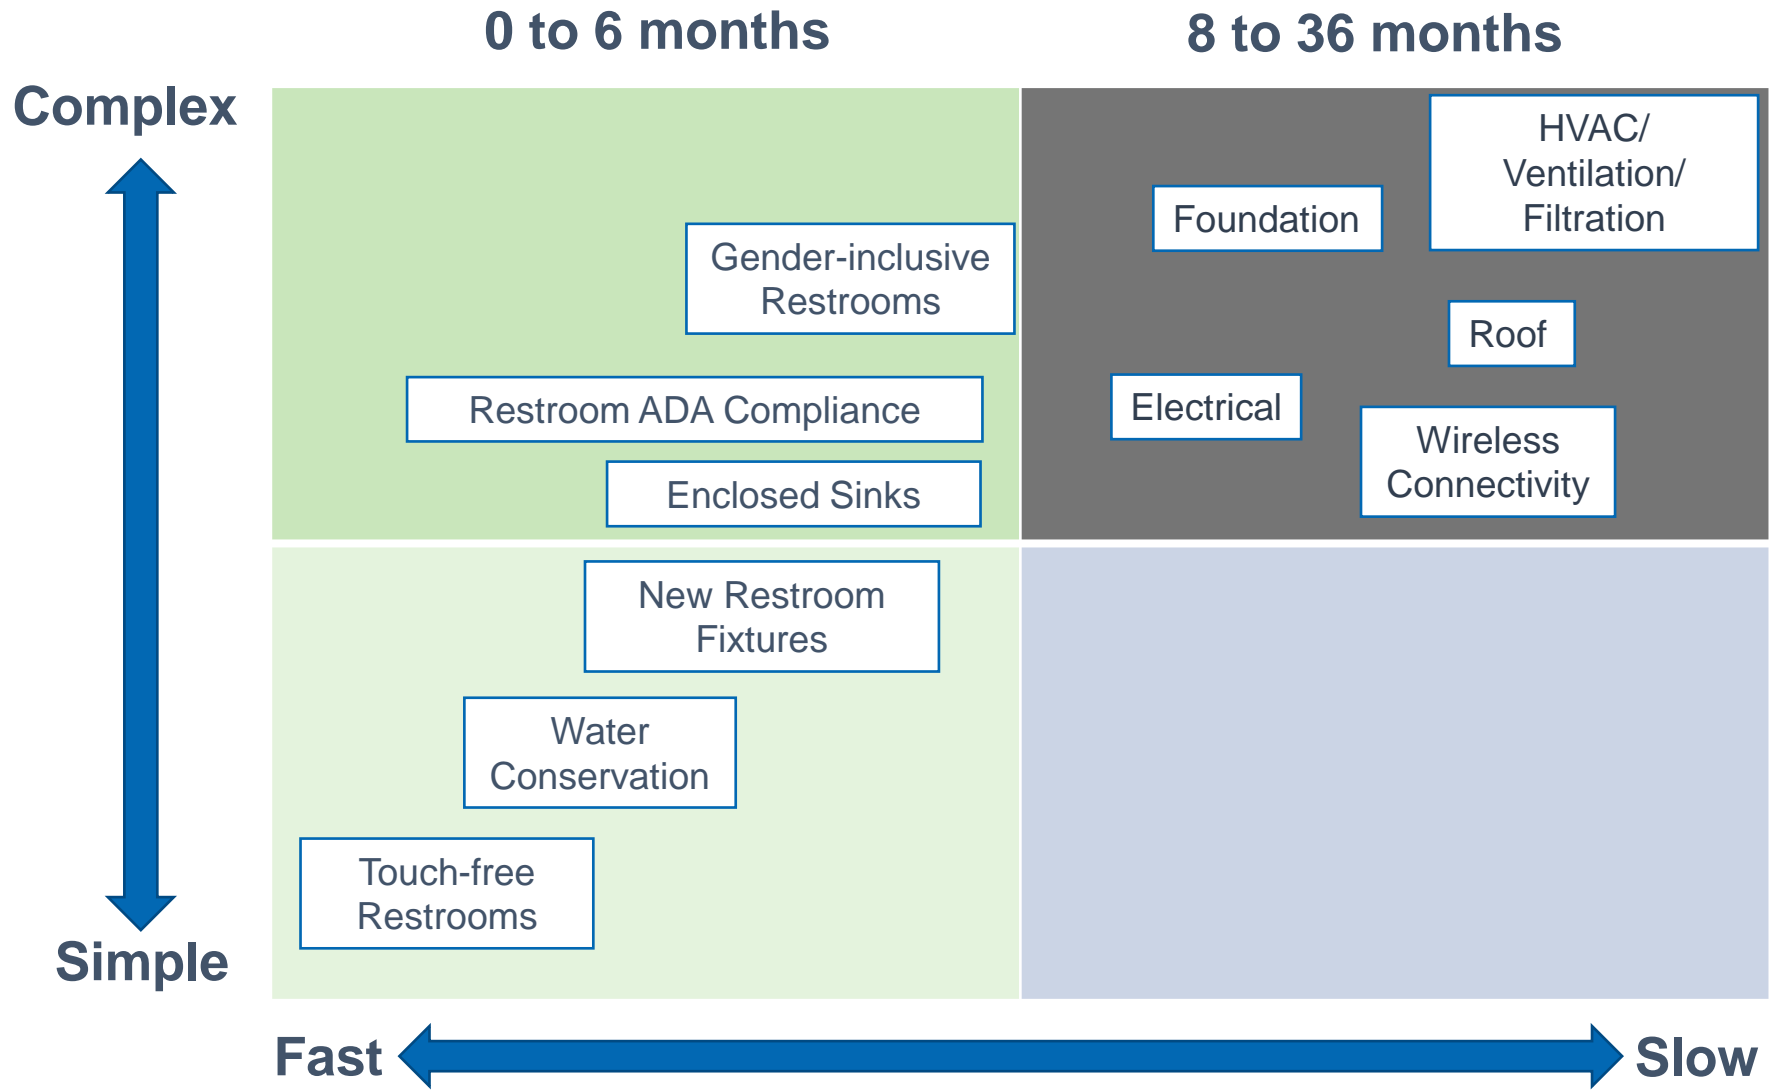 0 to 6 months
8 to 36 months
Complex
HVAC/
Ventilation/
Filtration
Foundation
Gender-inclusive
Restrooms
Roof
Restroom ADA Compliance
Electrical
Wireless
Connectivity
Enclosed Sinks
New Restroom
Fixtures
Water
Conservation
Touch-free
Restrooms
Simple
Fast
Slow